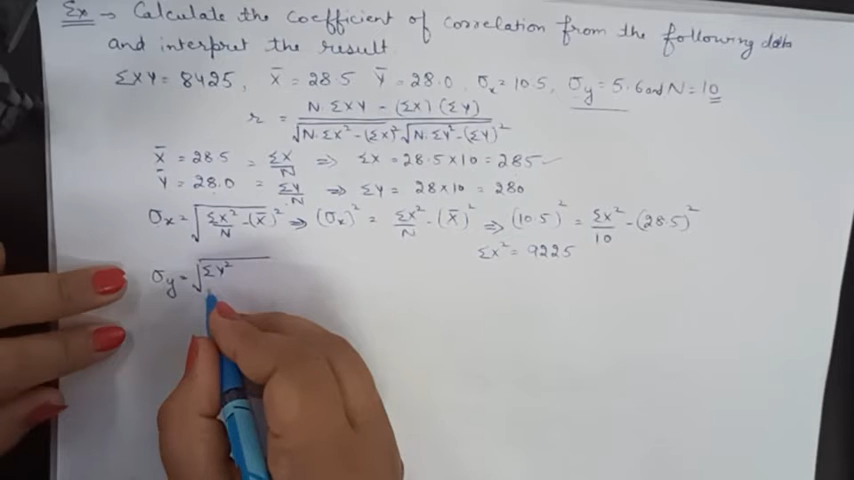 Ex → Calculate the coefficient of correlation from the following data
and interpret the result.
ΣXY = 8425, X̄ = 28.5 Ȳ = 28.0, σₓ = 10.5, σy = 5.6 and N = 10
r = N·ΣXY - (ΣX)(ΣY) / √N·ΣX² - (ΣX)² √N·ΣY² - (ΣY)²
X̄ = 28.5 = ΣX/N ⇒ ΣX = 28.5 × 10 = 285 ✓
Ȳ = 28.0 = ΣY/N ⇒ ΣY = 28 × 10 = 280
σₓ = √ΣX²/N - (X̄)² ⇒ (σₓ)² = ΣX²/N - (X̄)² ⇒ (10.5)² = ΣX²/10 - (28.5)²
ΣX² = 9225
σy = √ΣY²